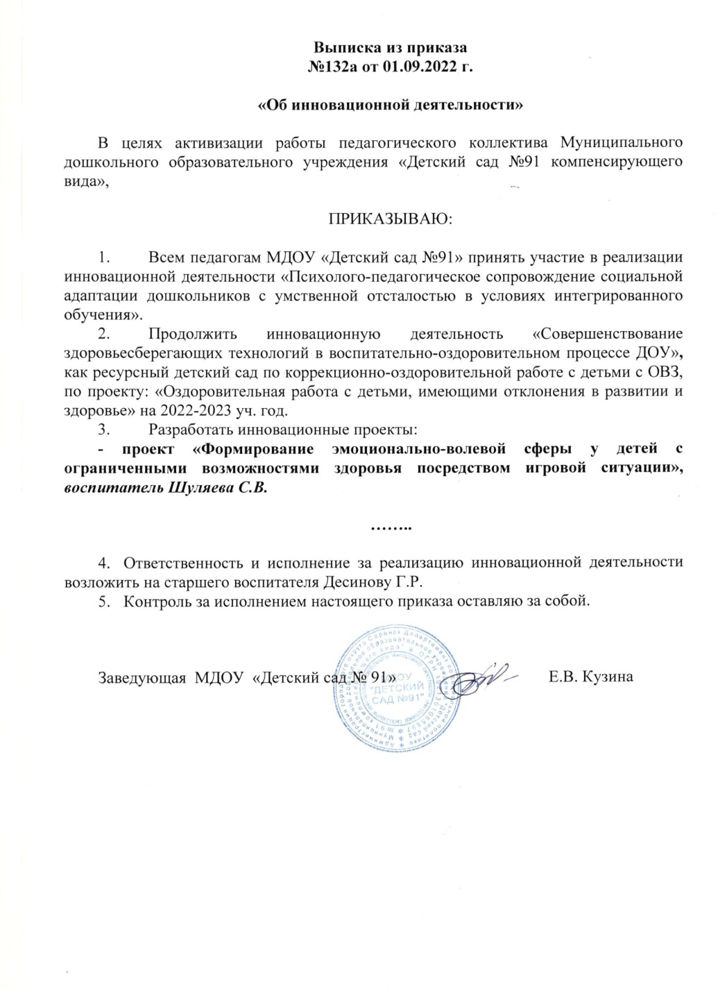 Выписка из приказа
№132а от 01.09.2022 г.
«Об инновационной деятельности»
В целях активизации работы педагогического коллектива Муниципального
дошкольного образовательного учреждения «Детский сад №91 компенсирующего
вида»,
ПРИКАЗЫВАЮ:
1. Всем педагогам МДОУ «Детский сад №91» принять участие в реализации
инновационной деятельности «Психолого-педагогическое сопровождение социальной
адаптации дошкольников с умственной отсталостью в условиях интегрированного
обучения».
2. Продолжить инновационную деятельность «Совершенствование
здоровьесберегающих технологий в воспитательно-оздоровительном процессе ДОУ»,
как ресурсный детский сад по коррекционно-оздоровительной работе с детьми с ОВЗ,
по проекту: «Оздоровительная работа с детьми, имеющими отклонения в развитии и
здоровье» на 2022-2023 уч. год.
3. Разработать инновационные проекты:
- проект «Формирование эмоционально-волевой сферы у детей с
ограниченными возможностями здоровья посредством игровой ситуации»,
воспитатель Шуляева С.В.
……..
4. Ответственность и исполнение за реализацию инновационной деятельности
возложить на старшего воспитателя Десинову Г.Р.
5. Контроль за исполнением настоящего приказа оставляю за собой.
Заведующая МДОУ «Детский сад № 91» Е.В. Кузина
МДОУ
"ДЕТСКИЙ
САД №91"